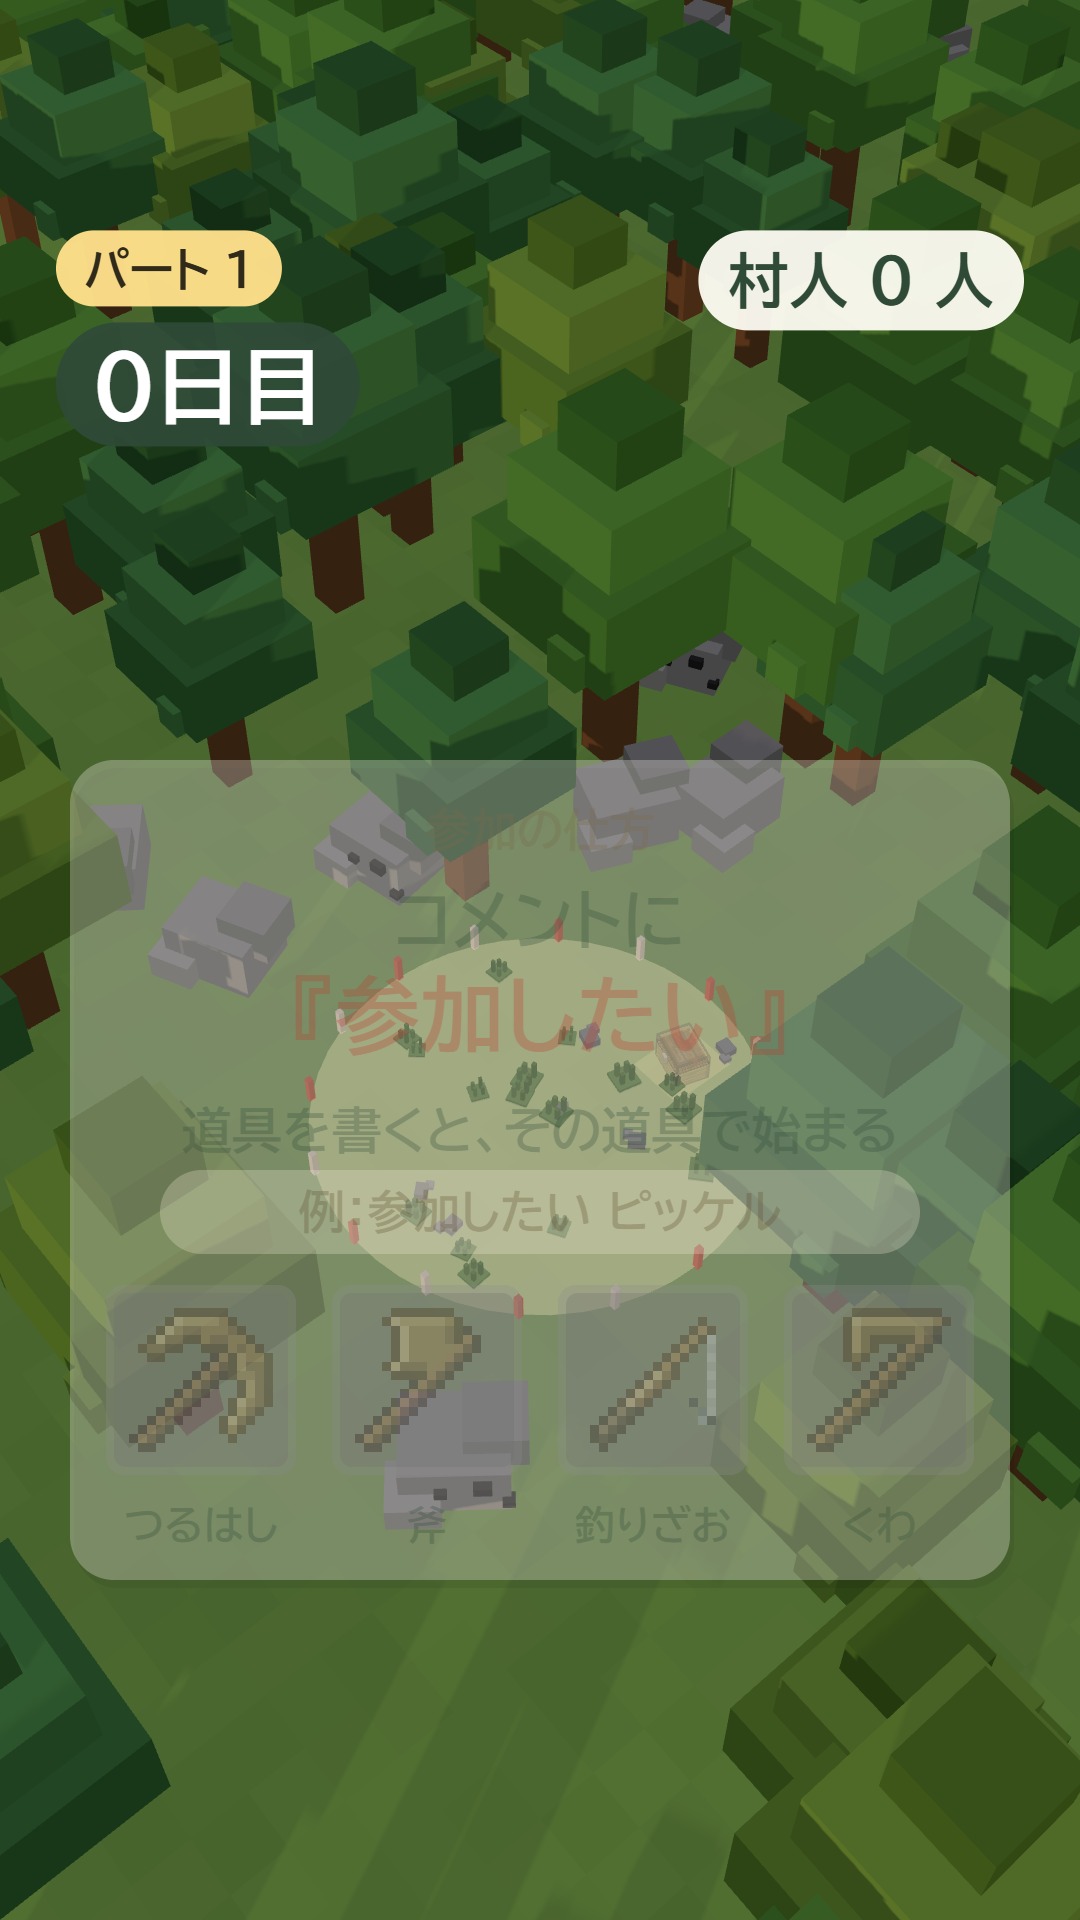 パート 1
村人 0 人
0日目
参加の仕方
コメントに
『参加したい』
道具を書くと、その道具で始まる
例：参加したい ピッケル
つるはし
斧
釣りざお
くわ